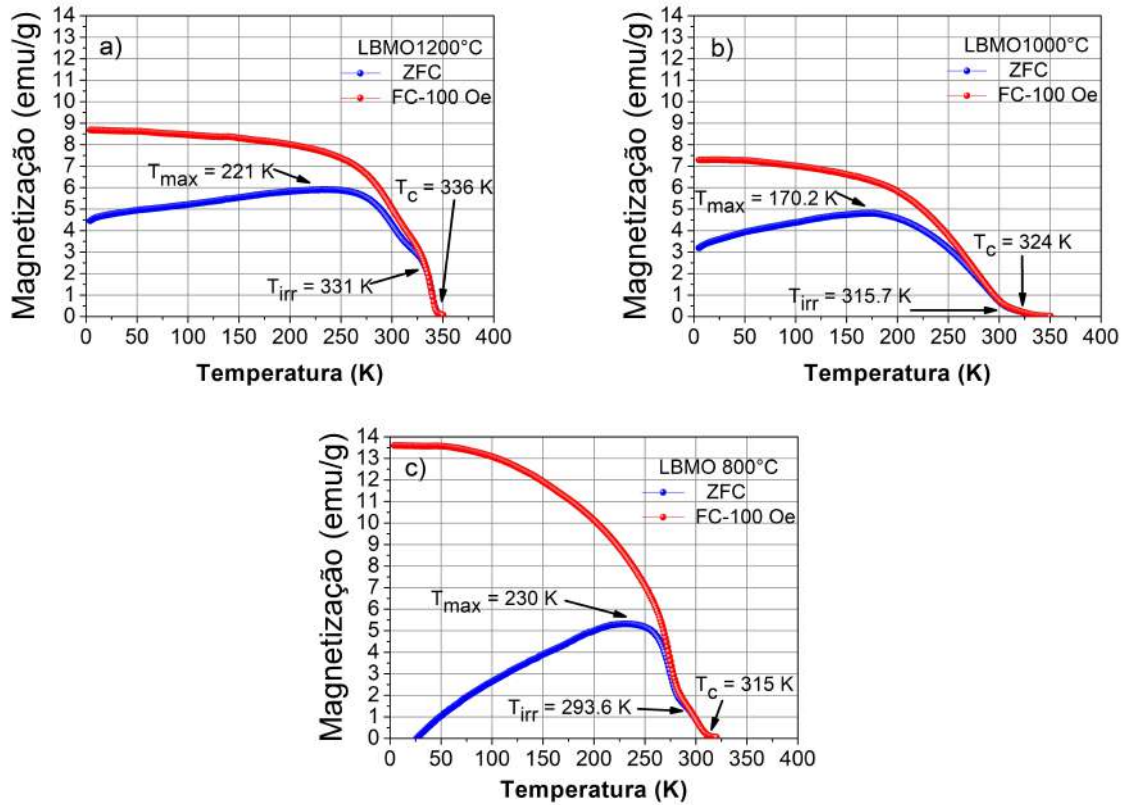 a)
LBMO1200°C
ZFC
FC-100 Oe
T_max = 221 K
T_c = 336 K
T_irr = 331 K
Magnetização (emu/g)
14
13
12
11
10
9
8
7
6
5
4
3
2
1
0
0 50 100 150 200 250 300 350 400
Temperatura (K)
b)
LBMO1000°C
ZFC
FC-100 Oe
T_max = 170.2 K
T_c = 324 K
T_irr = 315.7 K
Magnetização (emu/g)
14
13
12
11
10
9
8
7
6
5
4
3
2
1
0
0 50 100 150 200 250 300 350 400
Temperatura (K)
c)
LBMO 800°C
ZFC
FC-100 Oe
T_max = 230 K
T_c = 315 K
T_irr = 293.6 K
Magnetização (emu/g)
14
13
12
11
10
9
8
7
6
5
4
3
2
1
0
0 50 100 150 200 250 300 350 400
Temperatura (K)